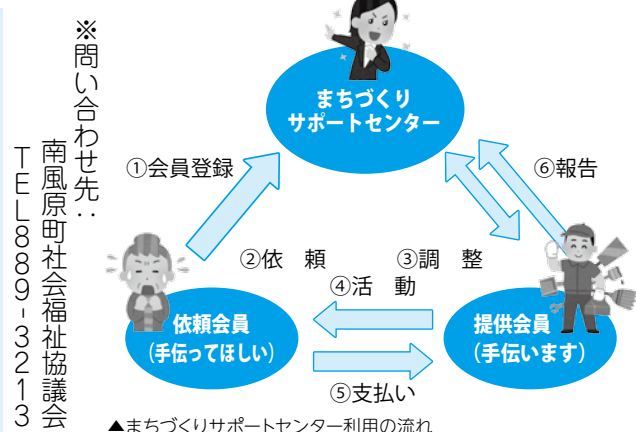 ※問い合わせ先：
南風原町社会福祉協議会
TEL889-3213
まちづくり
サポートセンター
①会員登録
⑥報告
②依　頼
③調　整
④活　動
依頼会員
（手伝ってほしい）
提供会員
（手伝います）
⑤支払い
▲まちづくりサポートセンター利用の流れ